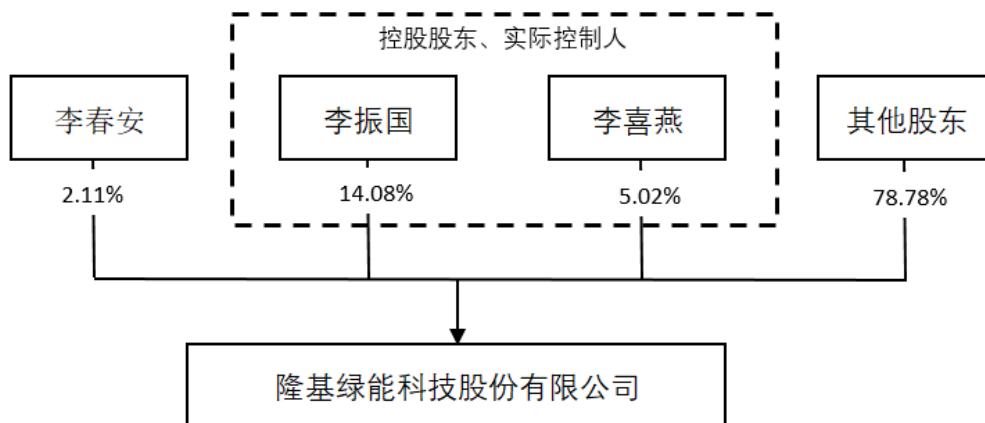 控股股东、实际控制人
李春安
李振国
李喜燕
其他股东
2.11%
14.08%
5.02%
78.78%
隆基绿能科技股份有限公司